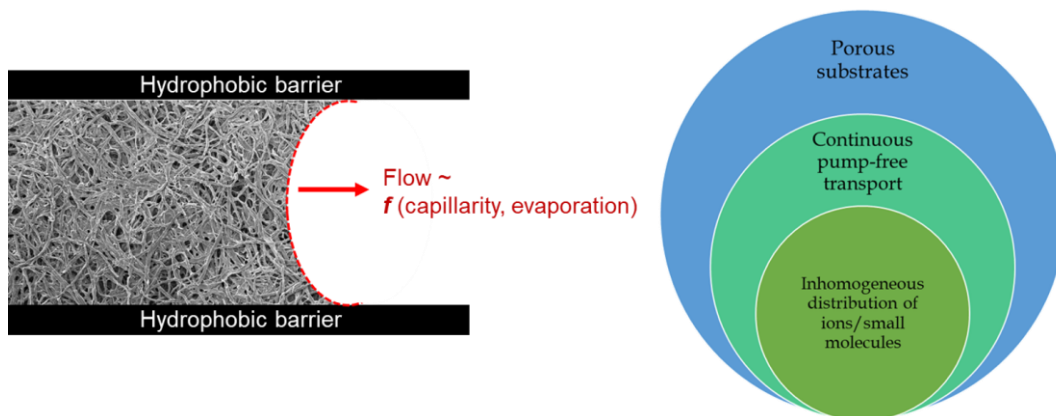 Hydrophobic barrier
Flow ~
f (capillarity, evaporation)
Hydrophobic barrier
Porous
substrates
Continuous
pump-free
transport
Inhomogeneous
distribution of
ions/small
molecules